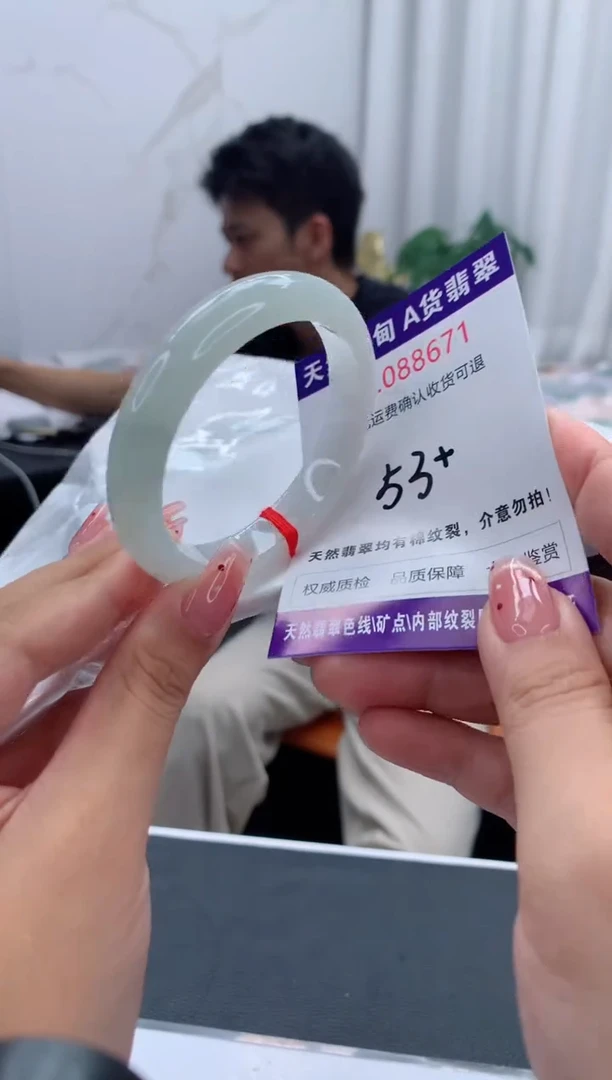 天 甸 A货翡翠
.088671
运费确认收货可退
53+
天然翡翠均有棉纹裂，介意勿拍！
权威质检 品质保障 鉴赏
天然翡翠色线\矿点\内部纹裂